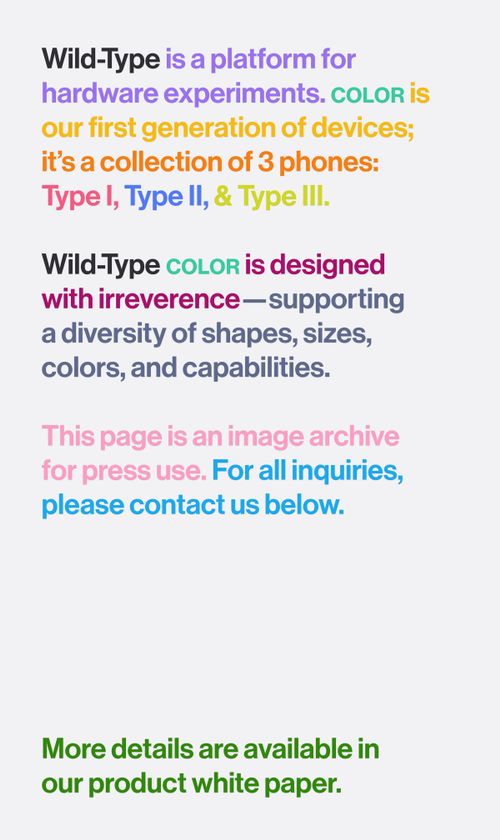 Wild-Type is a platform for
hardware experiments. COLOR is
our first generation of devices;
it’s a collection of 3 phones:
Type I, Type II, & Type III.
Wild-Type COLOR is designed
with irreverence—supporting
a diversity of shapes, sizes,
colors, and capabilities.
This page is an image archive
for press use. For all inquiries,
please contact us below.
More details are available in
our product white paper.